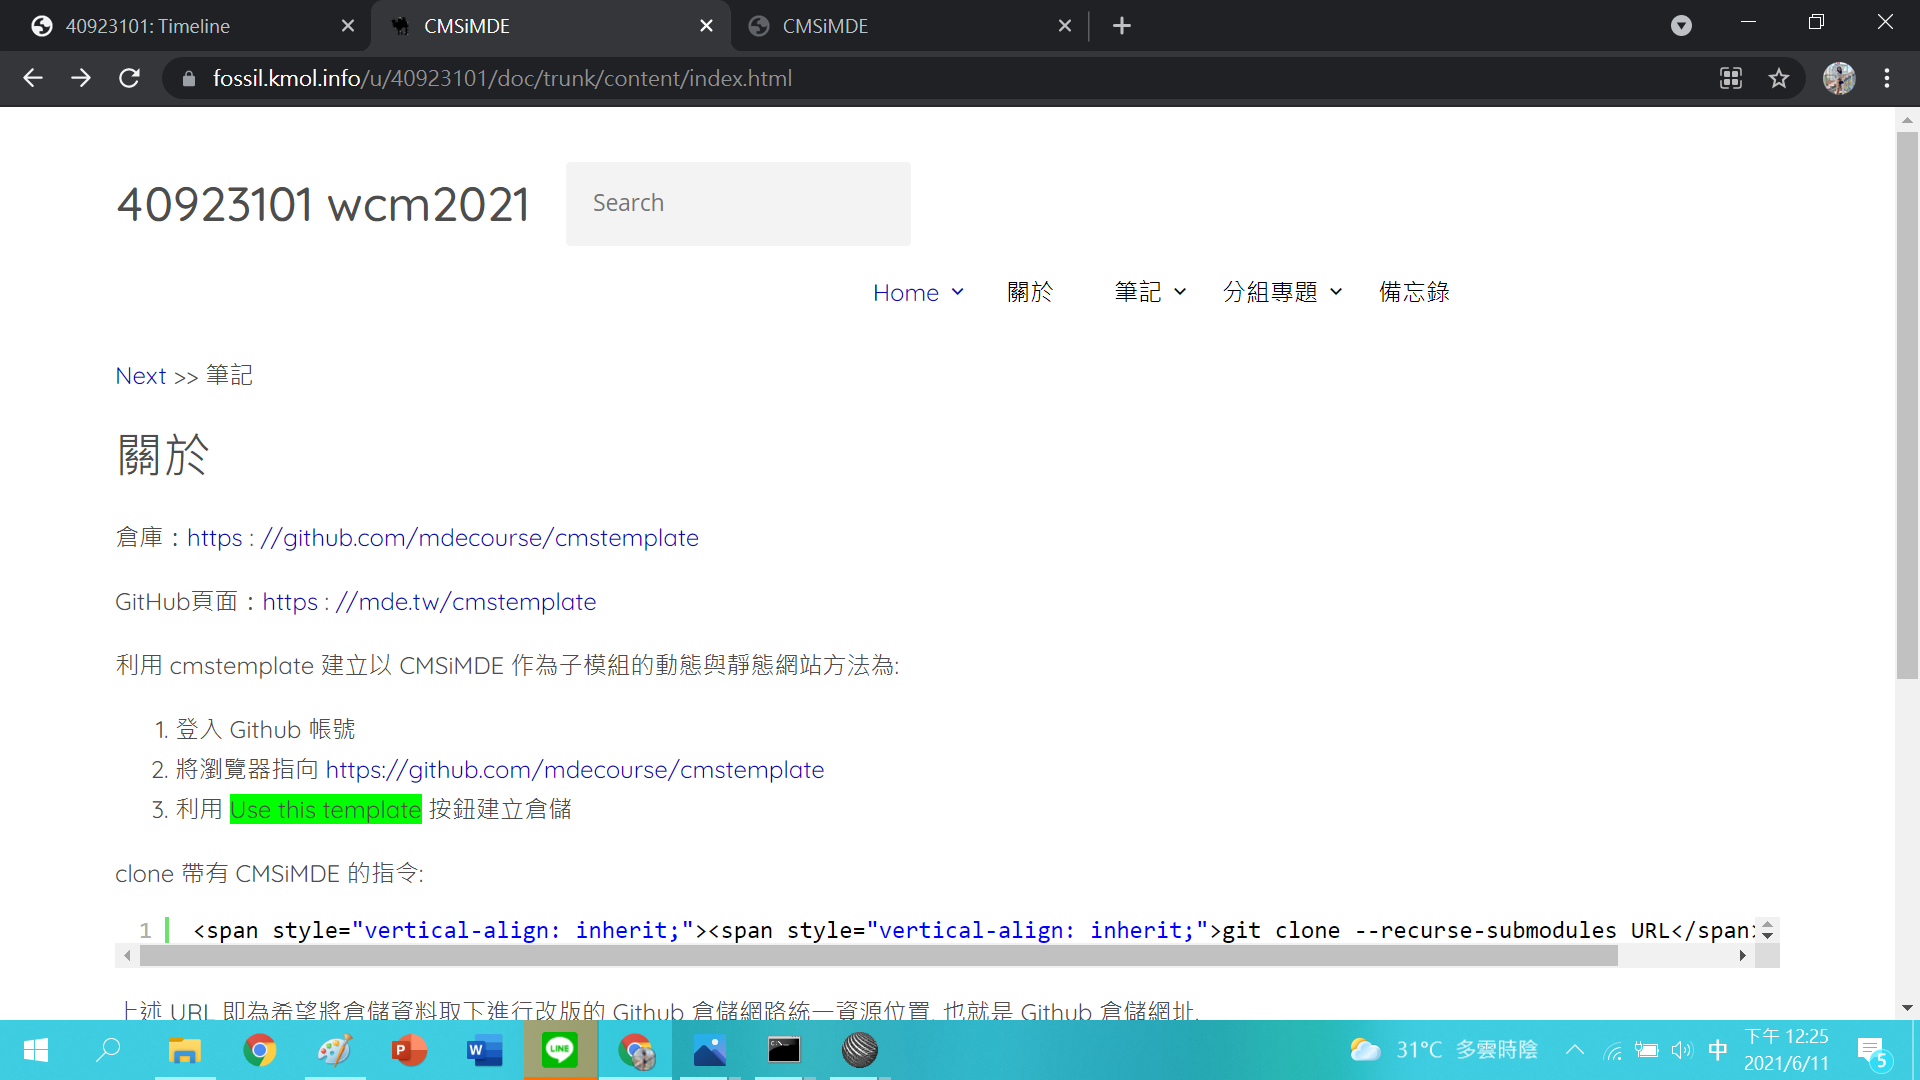 40923101: Timeline
CMSiMDE
CMSiMDE
fossil.kmol.info/u/40923101/doc/trunk/content/index.html
40923101 wcm2021
Search
Home 關於 筆記 分組專題 備忘錄
Next >> 筆記
關於
倉庫：https : //github.com/mdecourse/cmstemplate
GitHub頁面：https : //mde.tw/cmstemplate
利用 cmstemplate 建立以 CMSiMDE 作為子模組的動態與靜態網站方法為:
1. 登入 Github 帳號
2. 將瀏覽器指向 https://github.com/mdecourse/cmstemplate
3. 利用 Use this template 按鈕建立倉儲
clone 帶有 CMSiMDE 的指令:
1 <span style="vertical-align: inherit;"><span style="vertical-align: inherit;">git clone --recurse-submodules URL</span>
上述 URL 即為希望將倉儲資料取下進行改版的 Github 倉儲網路統一資源位置, 也就是 Github 倉儲網址.
LINE
31°C 多雲時陰
中
下午 12:25
2021/6/11
5